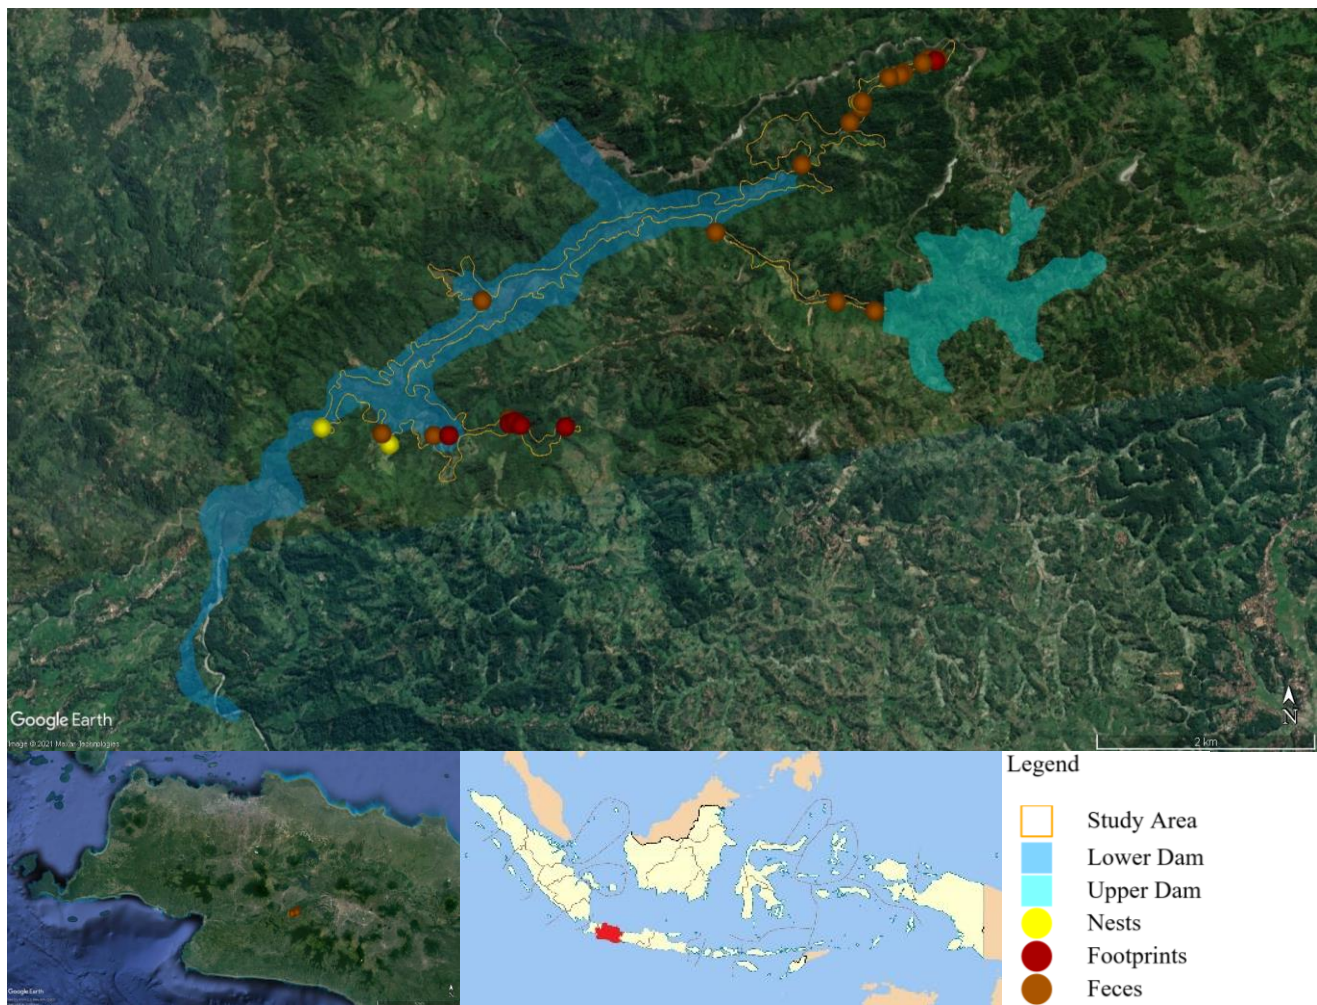 Google Earth
Image © 2021 Maxar Technologies
N
2 km
Google Earth
Legend
Study Area
Lower Dam
Upper Dam
Nests
Footprints
Feces